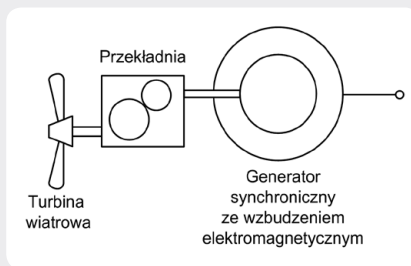 Przekładnia
Turbina
wiatrowa
Generator
synchroniczny
ze wzbudzeniem
elektromagnetycznym